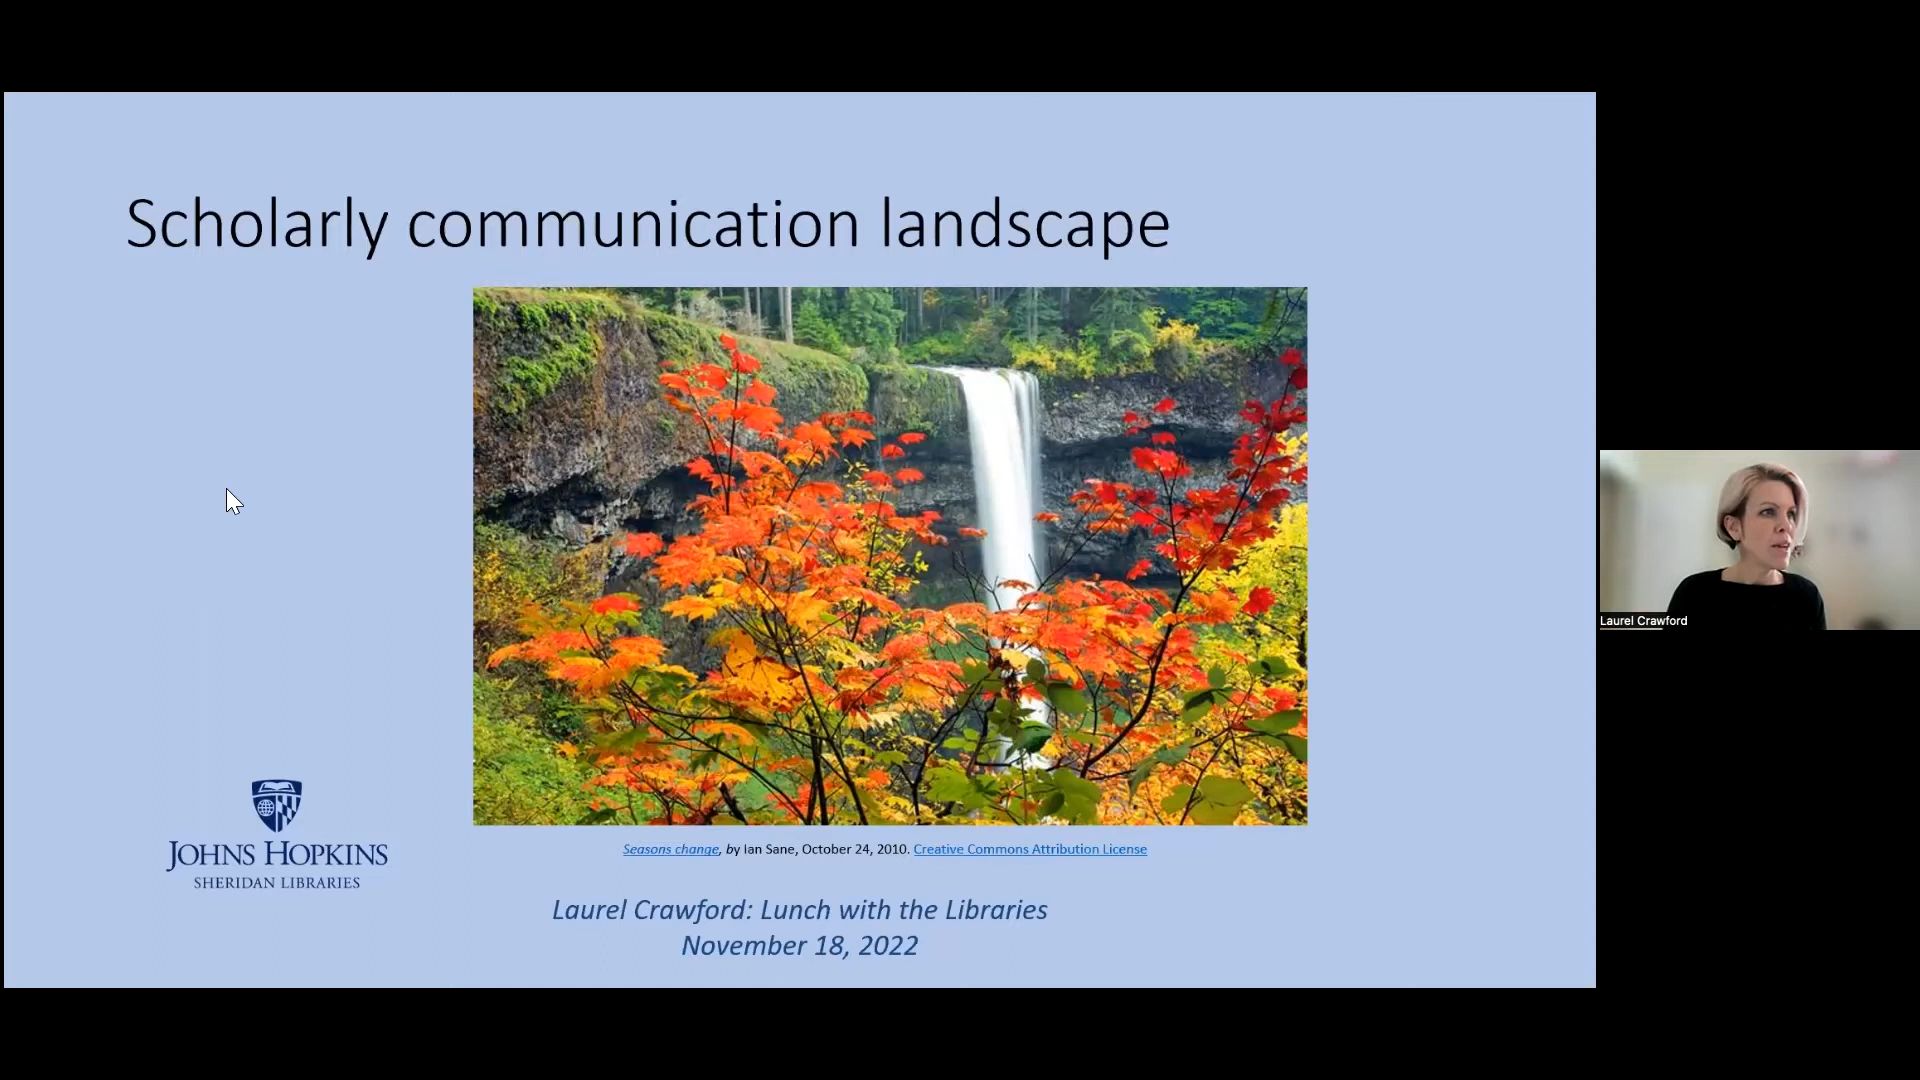 Scholarly communication landscape
Seasons change, by Ian Sane, October 24, 2010. Creative Commons Attribution License
JOHNS HOPKINS
SHERIDAN LIBRARIES
Laurel Crawford: Lunch with the Libraries
November 18, 2022
Laurel Crawford